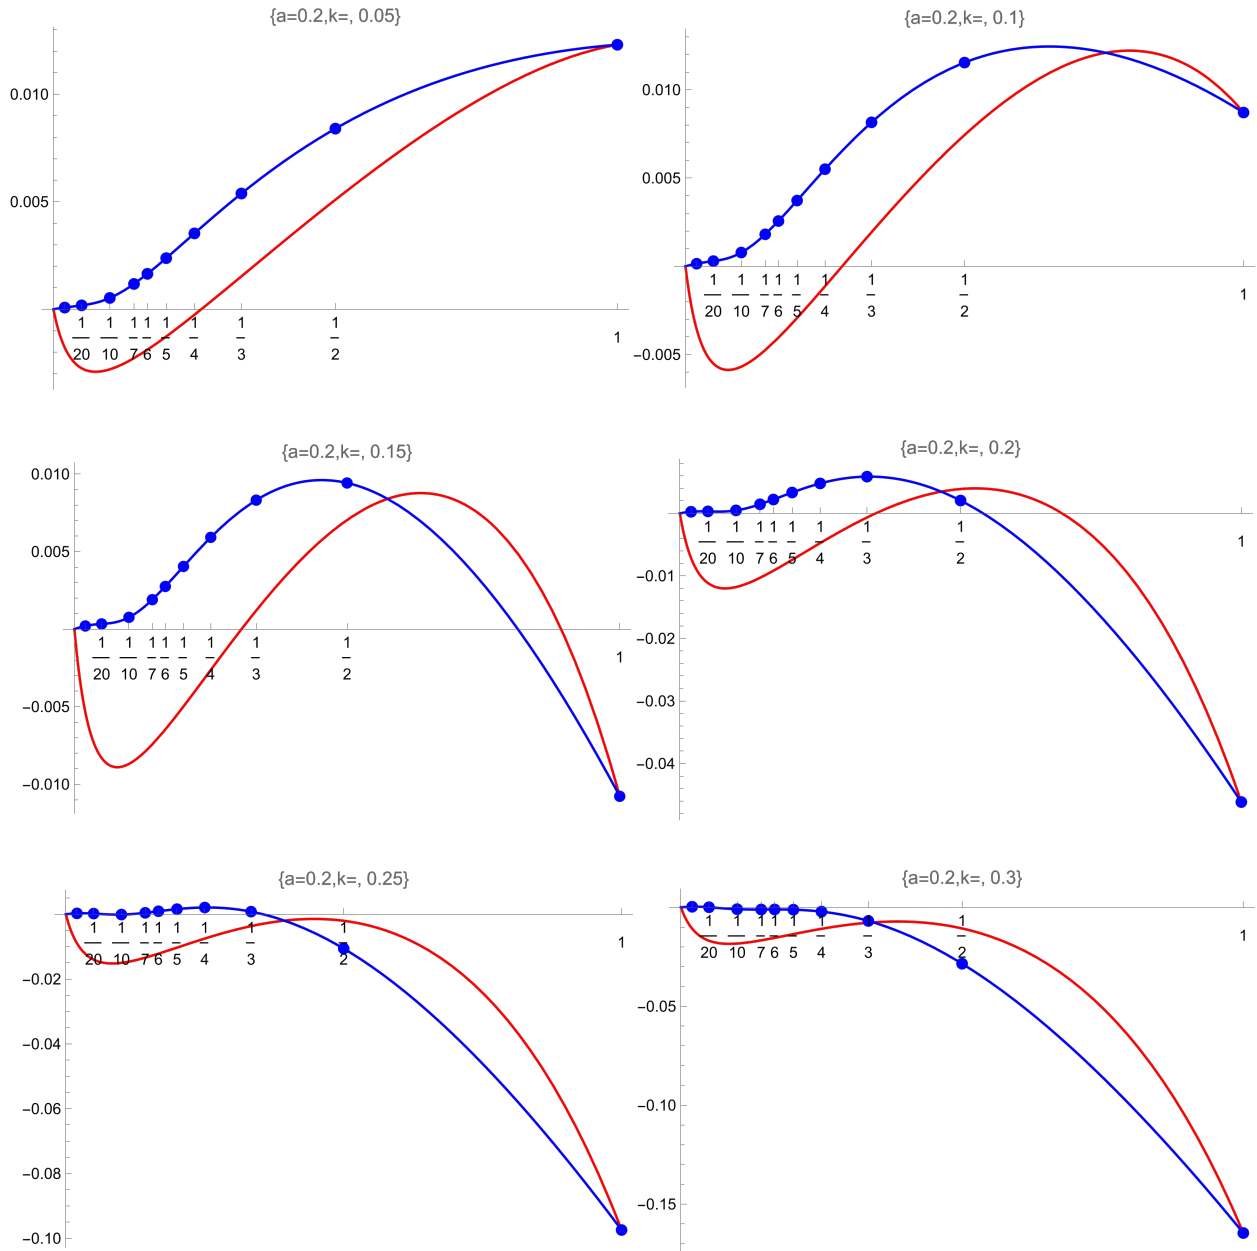 {a=0.2,k=, 0.05}
0.010
0.005
1 1 1 1 1 1 1 1
1
20 10 7 6 5 4 3 2
{a=0.2,k=, 0.1}
0.010
0.005
1 1 1 1 1 1 1 1
1
20 10 7 6 5 4 3 2
−0.005
{a=0.2,k=, 0.15}
0.010
0.005
1 1 1 1 1 1 1 1
1
20 10 7 6 5 4 3 2
−0.005
−0.010
{a=0.2,k=, 0.2}
1 1 1 1 1 1 1 1
1
20 10 7 6 5 4 3 2
−0.01
−0.02
−0.03
−0.04
{a=0.2,k=, 0.25}
1 1 1 1 1 1 1 1
1
20 10 7 6 5 4 3 2
−0.02
−0.04
−0.06
−0.08
−0.10
{a=0.2,k=, 0.3}
1 1 1 1 1 1 1 1
1
20 10 7 6 5 4 3 2
−0.05
−0.10
−0.15